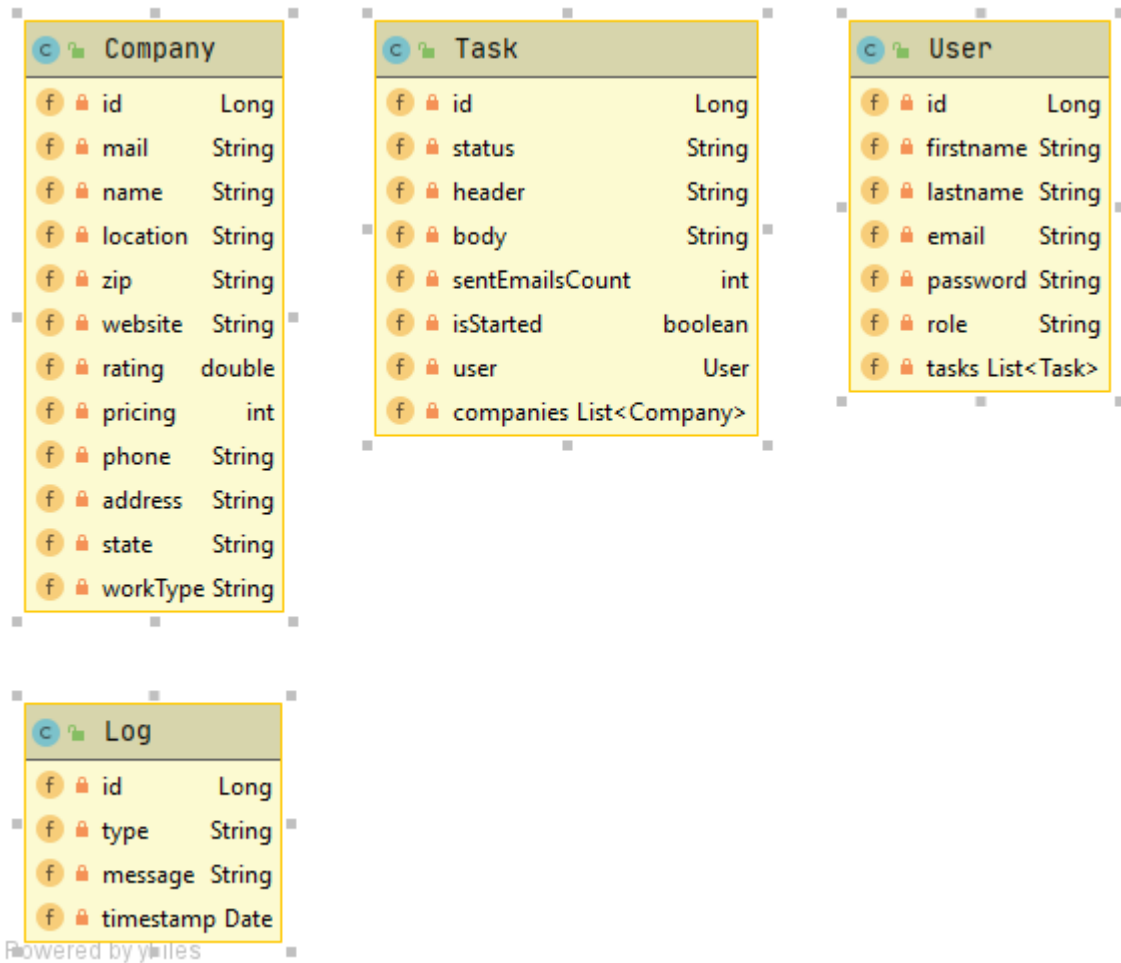 Company
id Long
mail String
name String
location String
zip String
website String
rating double
pricing int
phone String
address String
state String
workType String
Task
id Long
status String
header String
body String
sentEmailsCount int
isStarted boolean
user User
companies List<Company>
User
id Long
firstname String
lastname String
email String
password String
role String
tasks List<Task>
Log
id Long
type String
message String
timestamp Date
Powered by yFiles